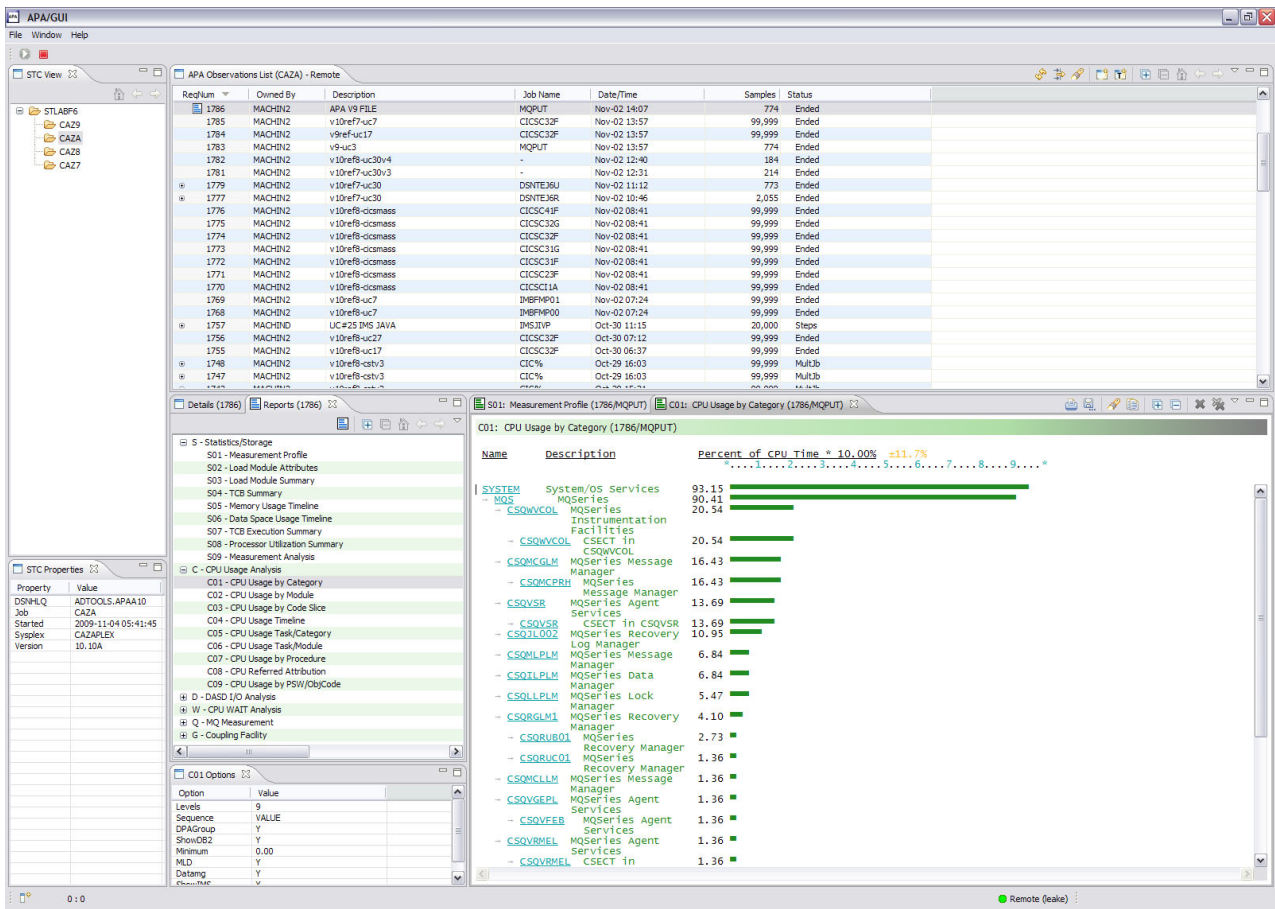 APA/GUI
File Window Help
STC View
STLABF6
CAZ9
CAZA
CAZ8
CAZ7
APA Observations List (CAZA) - Remote
ReqNum Owned By Description Job Name Date/Time Samples Status
1786 MACHIN2 APA V9 FILE MQPUT Nov-02 14:07 774 Ended
1785 MACHIN2 v10ref7-uc7 CICSC32F Nov-02 13:57 99,999 Ended
1784 MACHIN2 v9ref-uc17 CICSC32F Nov-02 13:57 99,999 Ended
1783 MACHIN2 v9-uc3 MQPUT Nov-02 13:57 774 Ended
1782 MACHIN2 v10ref8-uc30v4 - Nov-02 12:40 184 Ended
1781 MACHIN2 v10ref7-uc30v3 - Nov-02 12:31 214 Ended
1779 MACHIN2 v10ref8-uc30 DSNTEJ6U Nov-02 11:12 773 Ended
1777 MACHIN2 v10ref7-uc30 DSNTEJ6R Nov-02 10:46 2,055 Ended
1776 MACHIN2 v10ref8-cicsmass CICSC41F Nov-02 08:41 99,999 Ended
1775 MACHIN2 v10ref8-cicsmass CICSC32G Nov-02 08:41 99,999 Ended
1774 MACHIN2 v10ref8-cicsmass CICSC32F Nov-02 08:41 99,999 Ended
1773 MACHIN2 v10ref8-cicsmass CICSC31G Nov-02 08:41 99,999 Ended
1772 MACHIN2 v10ref8-cicsmass CICSC31F Nov-02 08:41 99,999 Ended
1771 MACHIN2 v10ref8-cicsmass CICSC23F Nov-02 08:41 99,999 Ended
1770 MACHIN2 v10ref8-cicsmass CICSCI1A Nov-02 08:41 99,999 Ended
1769 MACHIN2 v10ref8-uc7 IMBFMP01 Nov-02 07:24 99,999 Ended
1768 MACHIN2 v10ref8-uc7 IMBFMP00 Nov-02 07:24 99,999 Ended
1757 MACHIND UC#25 IMS JAVA IMSJIVP Oct-30 11:15 20,000 Steps
1756 MACHIN2 v10ref8-uc27 CICSC32F Oct-30 07:12 99,999 Ended
1755 MACHIN2 v10ref8-uc17 CICSC32F Oct-30 06:37 99,999 Ended
1748 MACHIN2 v10ref8-cstv3 CIC% Oct-29 16:03 99,999 MultJb
1747 MACHIN2 v10ref8-cstv3 CIC% Oct-29 16:03 99,999 MultJb
STC Properties
Property Value
DSNHLQ ADTOOLS.APAA10
Job CAZA
Started 2009-11-04 05:41:45
Sysplex CAZAPLEX
Version 10.10A
Details (1786) Reports (1786)
S - Statistics/Storage
S01 - Measurement Profile
S02 - Load Module Attributes
S03 - Load Module Summary
S04 - TCB Summary
S05 - Memory Usage Timeline
S06 - Data Space Usage Timeline
S07 - TCB Execution Summary
S08 - Processor Utilization Summary
S09 - Measurement Analysis
C - CPU Usage Analysis
C01 - CPU Usage by Category
C02 - CPU Usage by Module
C03 - CPU Usage by Code Slice
C04 - CPU Usage Timeline
C05 - CPU Usage Task/Category
C06 - CPU Usage Task/Module
C07 - CPU Usage by Procedure
C08 - CPU Referred Attribution
C09 - CPU Usage by PSW/ObjCode
D - DASD I/O Analysis
W - CPU WAIT Analysis
Q - MQ Measurement
G - Coupling Facility
C01 Options
Option Value
Levels 9
Sequence VALUE
DPAGroup Y
ShowDB2 Y
Minimum 0.00
MLD Y
Datamg Y
ShowIMS Y
S01: Measurement Profile (1786/MQPUT) C01: CPU Usage by Category (1786/MQPUT)
C01: CPU Usage by Category (1786/MQPUT)
Name Description Percent of CPU Time * 10.00% ±11.7%
*....1....2....3....4....5....6....7....8....9....*
SYSTEM System/OS Services 93.15
→ MQS MQSeries 90.41
→ CSQWVCOL MQSeries 20.54
Instrumentation
Facilities
→ CSQWVCOL CSECT in 20.54
CSQWVCOL
→ CSQMCGLM MQSeries Message 16.43
Manager
→ CSQMCPRH MQSeries 16.43
Message Manager
→ CSQVSR MQSeries Agent 13.69
Services
→ CSQVSR CSECT in CSQVSR 13.69
→ CSQJL002 MQSeries Recovery 10.95
Log Manager
→ CSQMLPLM MQSeries Message 6.84
Manager
→ CSQILPLM MQSeries Data 6.84
Manager
→ CSQLLPLM MQSeries Lock 5.47
Manager
→ CSQRGLM1 MQSeries Recovery 4.10
Manager
→ CSQRUB01 MQSeries 2.73
Recovery Manager
→ CSQRUC01 MQSeries 1.36
Recovery Manager
→ CSQMCLLM MQSeries Message 1.36
Manager
→ CSQVGEPL MQSeries Agent 1.36
Services
→ CSQVFEB MQSeries Agent 1.36
Services
→ CSQVRMEL MQSeries Agent 1.36
Services
→ CSQVRMEL CSECT in 1.36
0 : 0
Remote (leake)